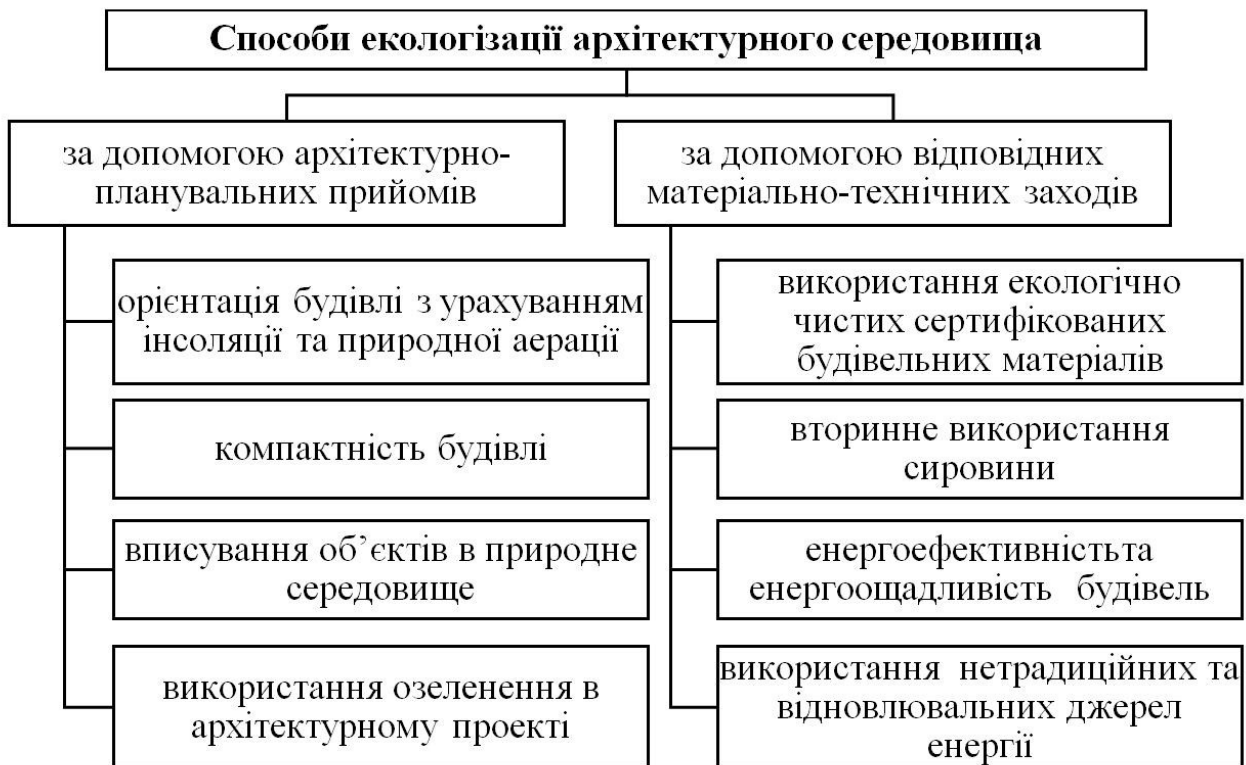 Способи екологізації архітектурного середовища
за допомогою архітектурно-
планувальних прийомів
за допомогою відповідних
матеріально-технічних заходів
орієнтація будівлі з урахуванням
інсоляції та природної аерації
компактність будівлі
вписування об’єктів в природне
середовище
використання озеленення в
архітектурному проекті
використання екологічно
чистих сертифікованих
будівельних матеріалів
вторинне використання
сировини
енергоефективністьта
енергоощадливість будівель
використання нетрадиційних та
відновлювальних джерел
енергії